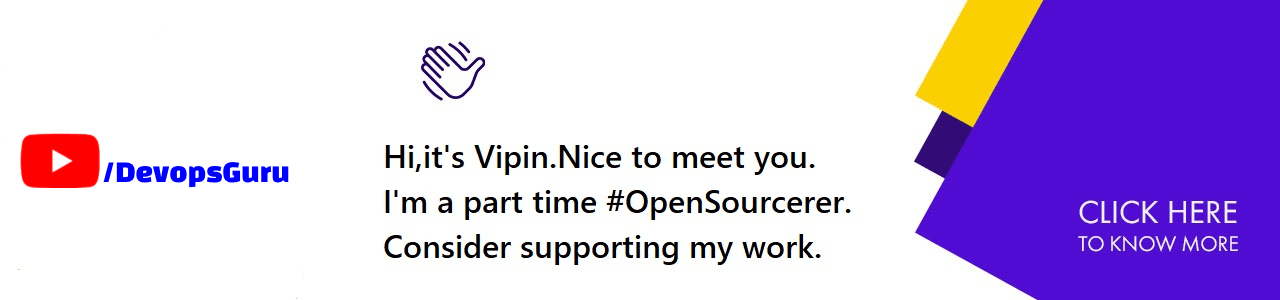 /DevopsGuru
Hi,it's Vipin.Nice to meet you.
I'm a part time #OpenSourcerer.
Consider supporting my work.
CLICK HERE
TO KNOW MORE